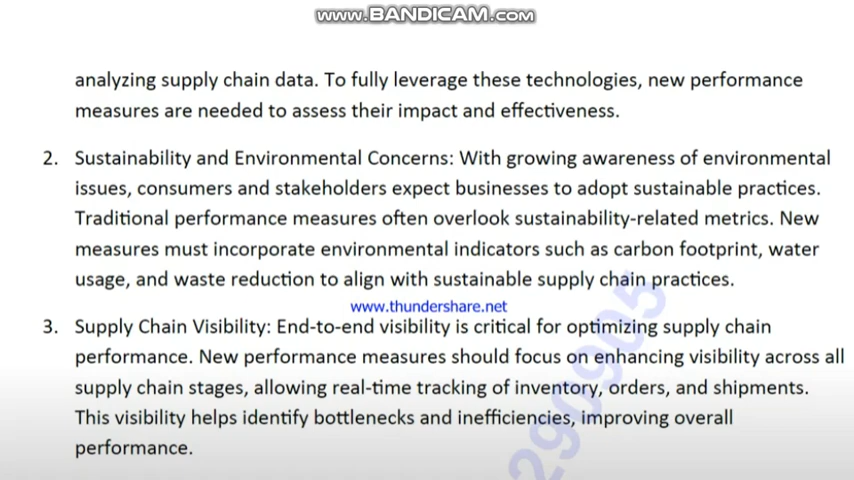 www.BANDICAM.com
analyzing supply chain data. To fully leverage these technologies, new performance
measures are needed to assess their impact and effectiveness.
2. Sustainability and Environmental Concerns: With growing awareness of environmental
issues, consumers and stakeholders expect businesses to adopt sustainable practices.
Traditional performance measures often overlook sustainability-related metrics. New
measures must incorporate environmental indicators such as carbon footprint, water
usage, and waste reduction to align with sustainable supply chain practices.
www.thundershare.net
3. Supply Chain Visibility: End-to-end visibility is critical for optimizing supply chain
performance. New performance measures should focus on enhancing visibility across all
supply chain stages, allowing real-time tracking of inventory, orders, and shipments.
This visibility helps identify bottlenecks and inefficiencies, improving overall
performance.
290905